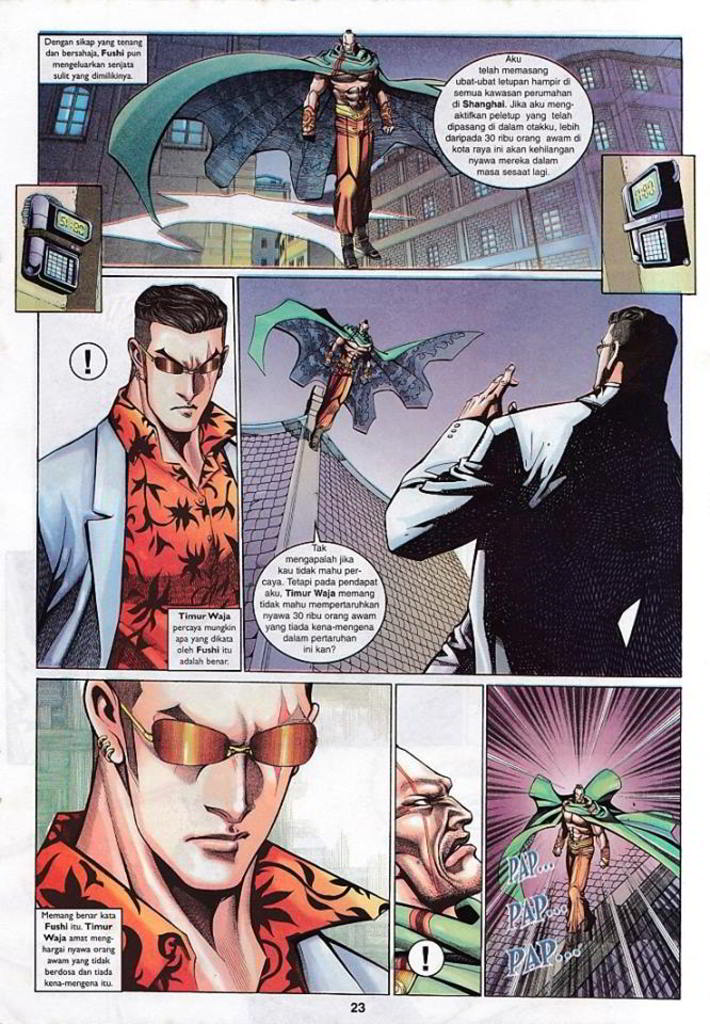 Dengan sikap yang tenang
dan bersahaja, Fushi pun
mengeluarkan senjata
sulit yang dimilikinya.
Aku
telah memasang
ubat-ubat letupan hampir di
semua kawasan perumahan
di Shanghai. Jika aku meng-
aktifkan peletup yang telah
dipasang di dalam otakku, lebih
daripada 30 ribu orang awam di
kota raya ini akan kehilangan
nyawa mereka dalam
masa sesaat lagi.
!
Timur Waja
percaya mungkin
apa yang dikata
oleh Fushi itu
adalah benar.
Tak
mengapalah jika
kau tidak mahu per-
caya. Tetapi pada pendapat
aku, Timur Waja memang
tidak mahu mempertaruhkan
nyawa 30 ribu orang awam
yang tiada kena-mengena
dalam pertaruhan
ini kan?
Memang benar kata
Fushi itu. Timur
Waja amat meng-
hargai nyawa orang
awam yang tidak
berdosa dan tiada
kena-mengena itu.
!
PAP...
PAP...
PAP...
23